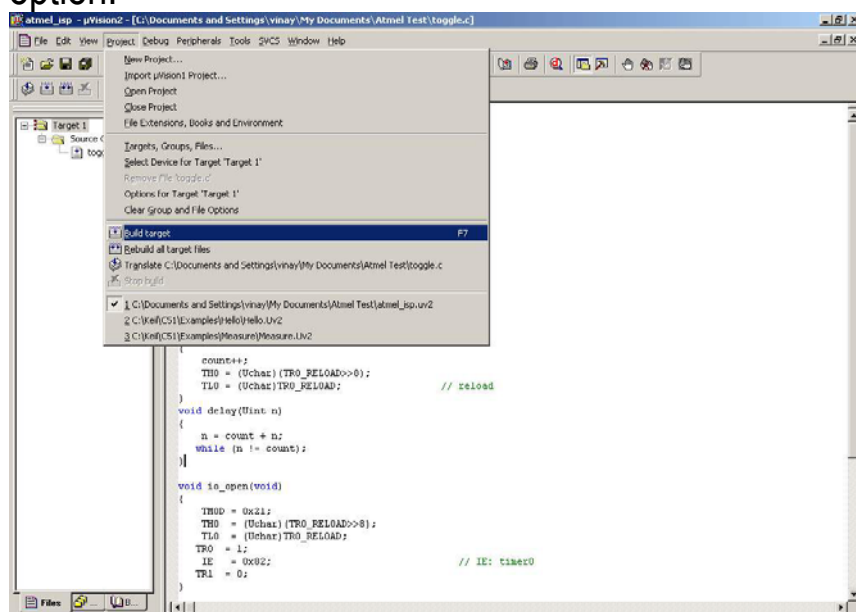 option.
atmel_isp - µVision2 - [C:\Documents and Settings\vinay\My Documents\Atmel Test\toggle.c]
File Edit View Project Debug Peripherals Tools SVCS Window Help
New Project...
Import µVision1 Project...
Open Project
Close Project
File Extensions, Books and Environment
Targets, Groups, Files...
Select Device for Target 'Target 1'
Remove File 'toggle.c'
Options for Target 'Target 1'
Clear Group and File Options
Build target F7
Rebuild all target files
Translate C:\Documents and Settings\vinay\My Documents\Atmel Test\toggle.c
Stop build
1 C:\Documents and Settings\vinay\My Documents\Atmel Test\atmel_isp.uv2
2 C:\Keil\C51\Examples\Hello\Hello.Uv2
3 C:\Keil\C51\Examples\Measure\Measure.Uv2
Target 1
Source
{
count++;
TH0 = (Uchar)(TR0_RELOAD>>8);
TL0 = (Uchar)TR0_RELOAD; // reload
}
void delay(Uint n)
{
n = count + n;
while (n != count);
}
void io_open(void)
{
TMOD = 0x21;
TH0 = (Uchar)(TR0_RELOAD>>8);
TL0 = (Uchar)TR0_RELOAD;
TR0 = 1;
IE = 0x82; // IE: timer0
TR1 = 0;
}
Files